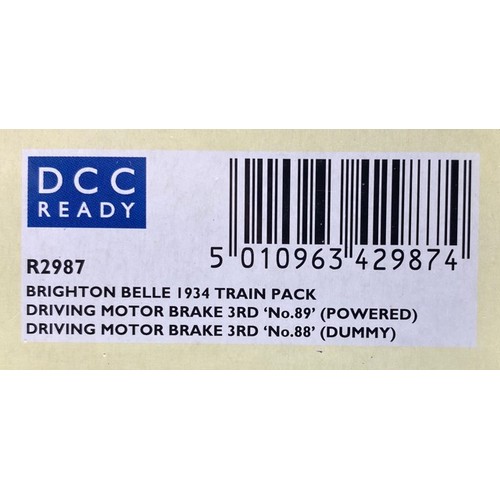 DCC
READY
R2987
5 010963 429874
BRIGHTON BELLE 1934 TRAIN PACK
DRIVING MOTOR BRAKE 3RD ‘No.89’ (POWERED)
DRIVING MOTOR BRAKE 3RD ‘No.88’ (DUMMY)